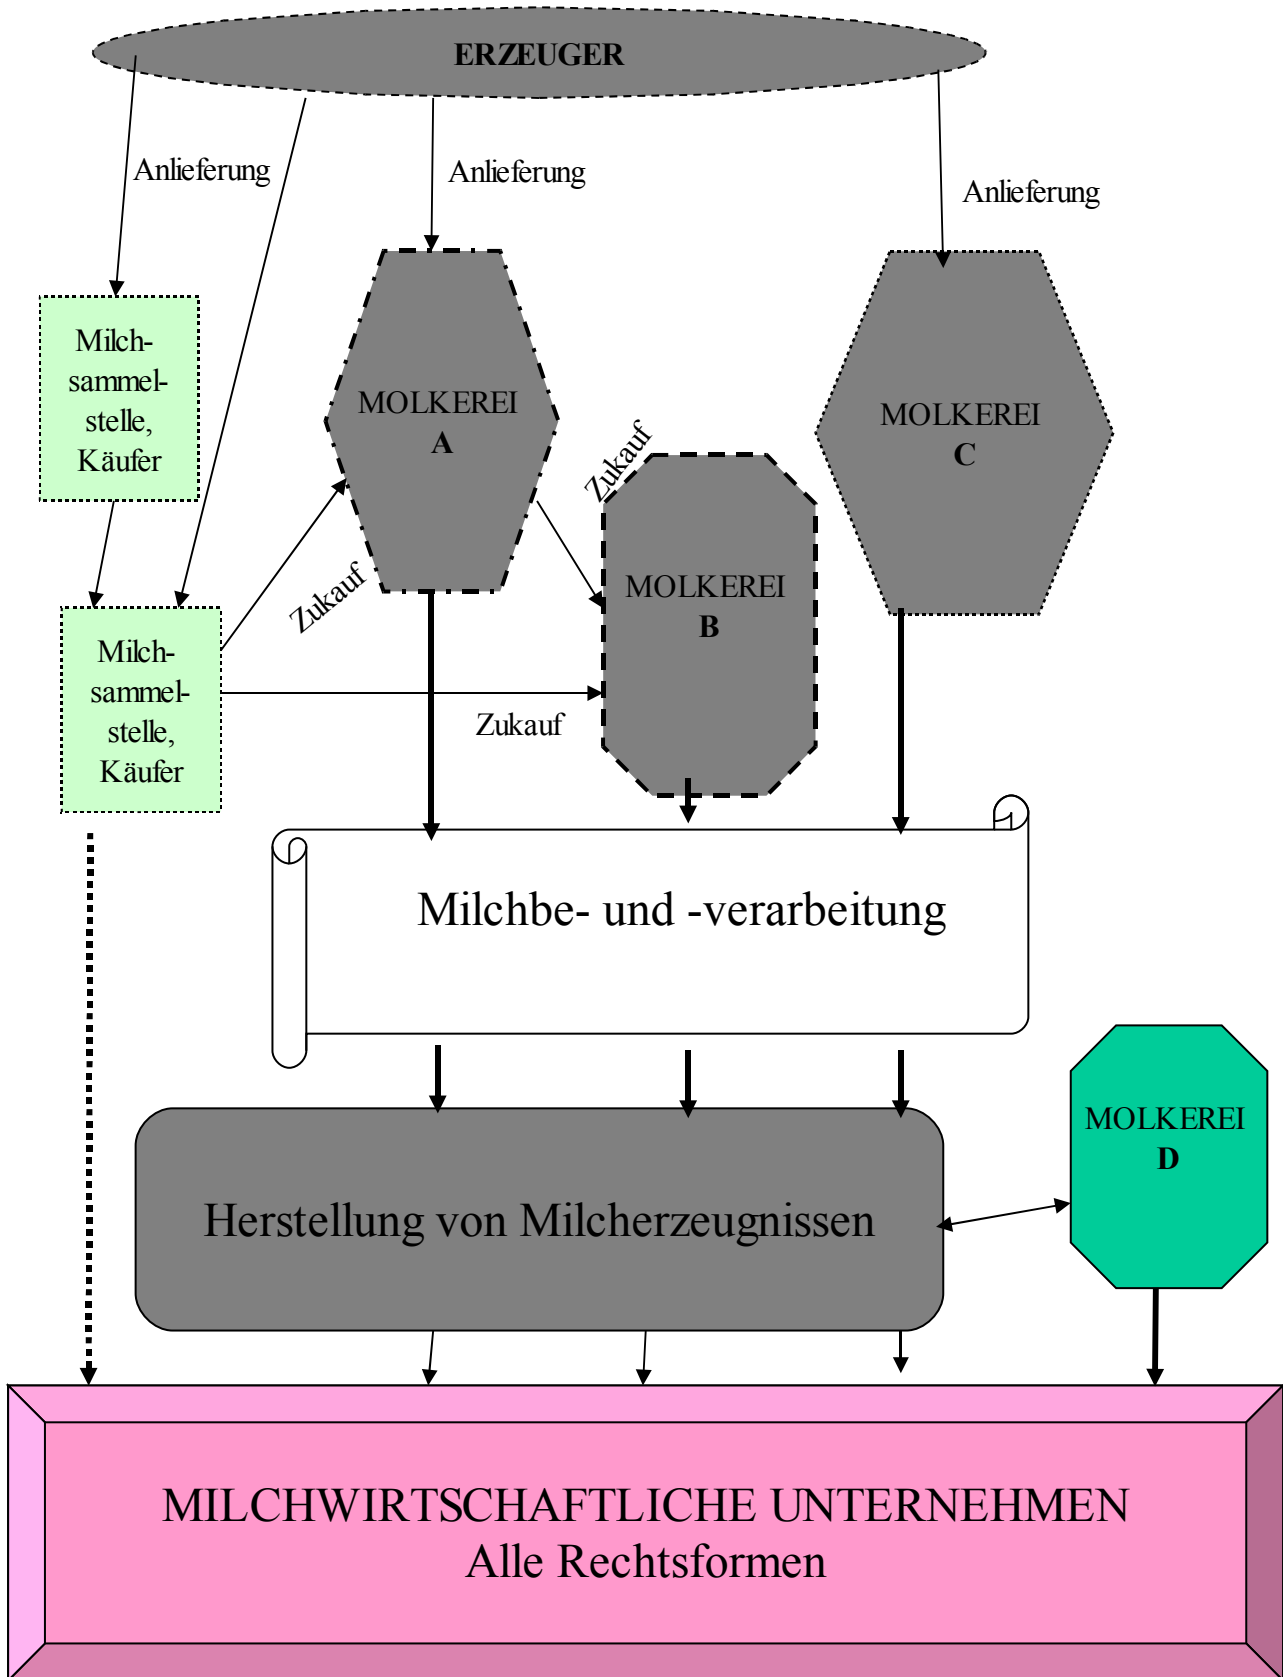 ERZEUGER
Anlieferung
Anlieferung
Anlieferung
Milch-
sammel-
stelle,
Käufer
MOLKEREI
A
MOLKEREI
C
Zukauf
Zukauf
MOLKEREI
B
Milch-
sammel-
stelle,
Käufer
Zukauf
Milchbe- und -verarbeitung
MOLKEREI
D
Herstellung von Milcherzeugnissen
MILCHWIRTSCHAFTLICHE UNTERNEHMEN
Alle Rechtsformen